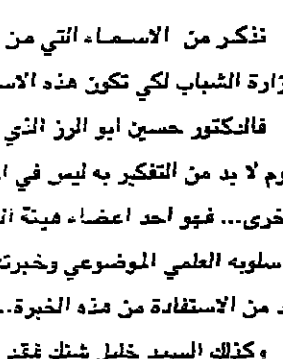 نذكر من الاسماء التي من
زارة الشباب لكي تكون هذه الاس
فالدكتور حسين ابو الرز الذي
وم لا بد من التفكير به ليس في ا
خرى... فهو احد اعضاء هيئة ال
سلوبه العلمي الموضوعي وخبرت
د من الاستفادة من هذه الخبرة..
وكذلك السيد خليل شنك فقد